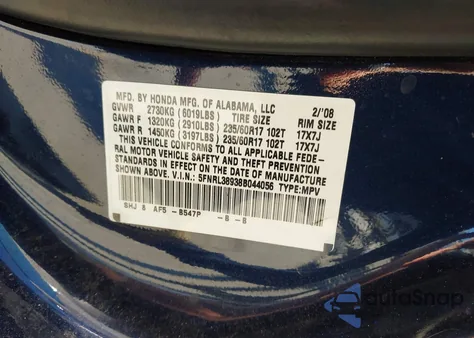 MFD. BY HONDA MFG. OF ALABAMA, LLC 2/'08
GVWR 2730KG (6019LBS) TIRE SIZE RIM SIZE
GAWR F 1320KG (2910LBS) 235/60R17 102T 17X7J
GAWR R 1450KG (3197LBS) 235/60R17 102T 17X7J
THIS VEHICLE CONFORMS TO ALL APPLICABLE FEDE-
RAL MOTOR VEHICLE SAFETY AND THEFT PREVENTION
STANDARDS IN EFFECT ON THE DATE OF MANUFACTURE
SHOWN ABOVE. V.I.N.: 5FNRL38938B044056 TYPE:MPV
SHJ 8 AF5 - B547P - B - B
autoSnap